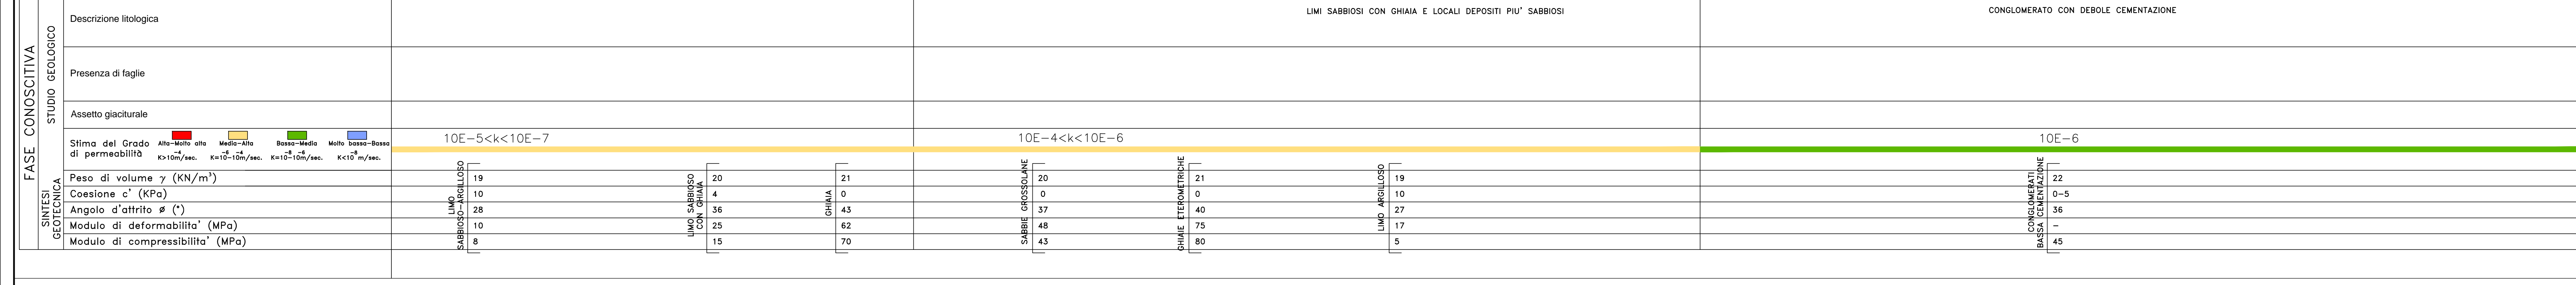 FASE CONOSCITIVA
STUDIO GEOLOGICO
SINTESI
GEOTECNICA
Descrizione litologica
LIMI SABBIOSI CON GHIAIA E LOCALI DEPOSITI PIU' SABBIOSI
CONGLOMERATO CON DEBOLE CEMENTAZIONE
Presenza di faglie
Assetto giaciturale
Stima del Grado
di permeabilità
Alta-Molto alta
-4
K>10m/sec.
Media-Alta
-6 -4
K=10-10m/sec.
Bassa-Media
-8 -6
K=10-10m/sec.
Molto bassa-Bassa
-8
K<10 m/sec.
10E-5<k<10E-7
10E-4<k<10E-6
10E-6
LIMO
SABBIOSO-ARGILLOSO
LIMO SABBIOSO
CON GHIAIA
GHIAIA
SABBIE GROSSOLANE
GHIAIE ETEROMETRICHE
LIMO ARGILLOSO
CONGLOMERATI
BASSA CEMENTAZIONE
Peso di volume γ (KN/m³) 19 20 21 20 21 19 22
Coesione c' (KPa) 10 4 0 0 0 10 0-5
Angolo d'attrito ø (°) 28 36 43 37 40 27 36
Modulo di deformabilita' (MPa) 10 25 62 48 75 17 -
Modulo di compressibilita' (MPa) 8 15 70 43 80 5 45